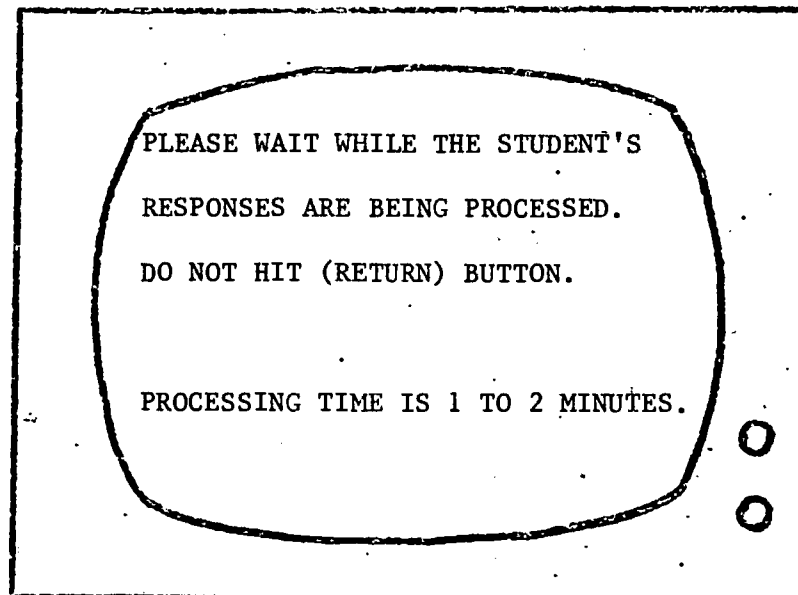 PLEASE WAIT WHILE THE STUDENT'S
RESPONSES ARE BEING PROCESSED.
DO NOT HIT (RETURN) BUTTON.
PROCESSING TIME IS 1 TO 2 MINUTES.